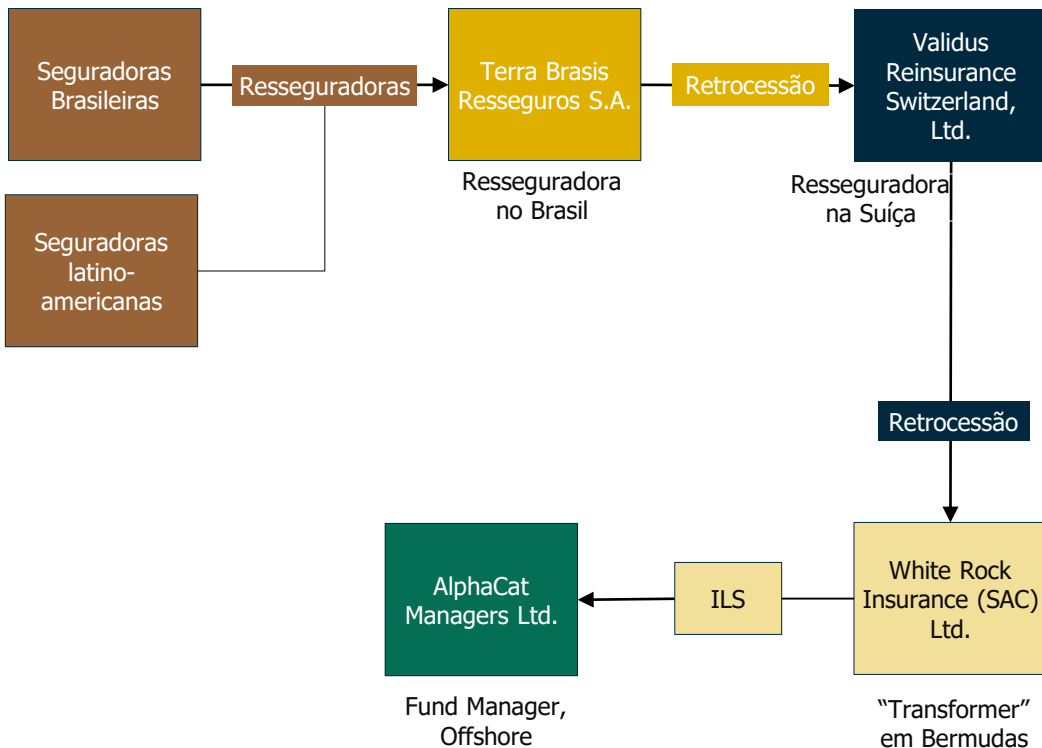 Seguradoras
Brasileiras
Resseguradoras
Terra Brasis
Resseguros S.A.
Retrocessão
Validus
Reinsurance
Switzerland,
Ltd.
Resseguradora
no Brasil
Resseguradora
na Suíça
Seguradoras
latino-
americanas
Retrocessão
AlphaCat
Managers Ltd.
ILS
White Rock
Insurance (SAC)
Ltd.
Fund Manager,
Offshore
“Transformer”
em Bermudas